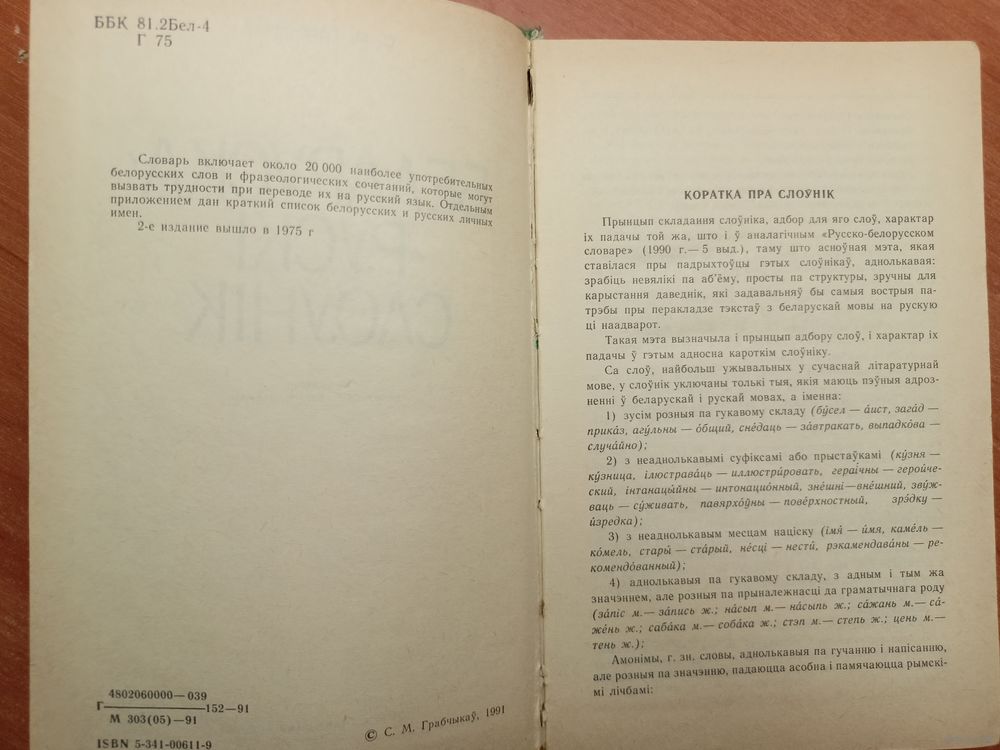 ББК 81.2Бел-4
Г 75
Словарь включает около 20 000 наиболее употребительных
белорусских слов и фразеологических сочетаний, которые могут
вызвать трудности при переводе их на русский язык. Отдельным
приложением дан краткий список белорусских и русских личных
имен.
2-е издание вышло в 1975 г
4802060000—039
Г————152—91
М 303(05)—91
ISBN 5-341-00611-9
© С. М. Грабчыкаў, 1991
КОРАТКА ПРА СЛОЎНІК
Прынцып складання слоўніка, адбор для яго слоў, характар
іх падачы той жа, што і ў аналагічным «Русско-белорусском
словаре» (1990 г.— 5 выд.), таму што асноўная мэта, якая
ставілася пры падрыхтоўцы гэтых слоўнікаў, аднолькавая:
зрабіць невялікі па аб'ёму, просты па структуры, зручны для
карыстання даведнік, які задавальняў бы самыя вострыя па-
трэбы пры перакладзе тэкстаў з беларускай мовы на рускую
ці наадварот.
Такая мэта вызначыла і прынцып адбору слоў, і характар іх
падачы ў гэтым адносна кароткім слоўніку.
Са слоў, найбольш ужывальных у сучаснай літаратурнай
мове, у слоўнік уключаны толькі тыя, якія маюць пэўныя адроз-
ненні ў беларускай і рускай мовах, а іменна:
1) зусім розныя па гукавому складу (бу́сел — а́ист, зага́д —
прика́з, агу́льны — о́бщий, сне́даць — за́втракать, выпадко́ва —
случа́йно);
2) з неаднолькавымі суфіксамі або прыстаўкамі (ку́зня —
ку́зница, ілюстрава́ць — иллюстри́ровать, гераі́чны — герои́че-
ский, інтанацы́йны — интонацио́нный, зне́шні—вне́шний, зву́ж-
ваць — су́живать, павярхо́ўны — пове́рхностный, зрэ́дку —
и́зредка);
3) з неаднолькавым месцам націску (імя́ — и́мя, каме́ль —
ко́мель, стары́ — ста́рый, не́сці — нести́, рэкамендава́ны — ре-
комендо́ванный);
4) аднолькавыя па гукавому складу, з адным і тым жа
значэннем, але розныя па прыналежнасці да граматычнага роду
(за́піс м.— за́пись ж.; на́сып м.— на́сыпь ж.; са́жань м.— са́-
же́нь ж.; саба́ка м.— соба́ка ж.; стэп м.— степь ж.; цень м.—
тень ж.);
Амонімы, г. зн. словы, аднолькавыя па гучанню і напісанню,
але розныя па значэнню, падаюцца асобна і памячаюцца рымскі-
мі лічбамі: